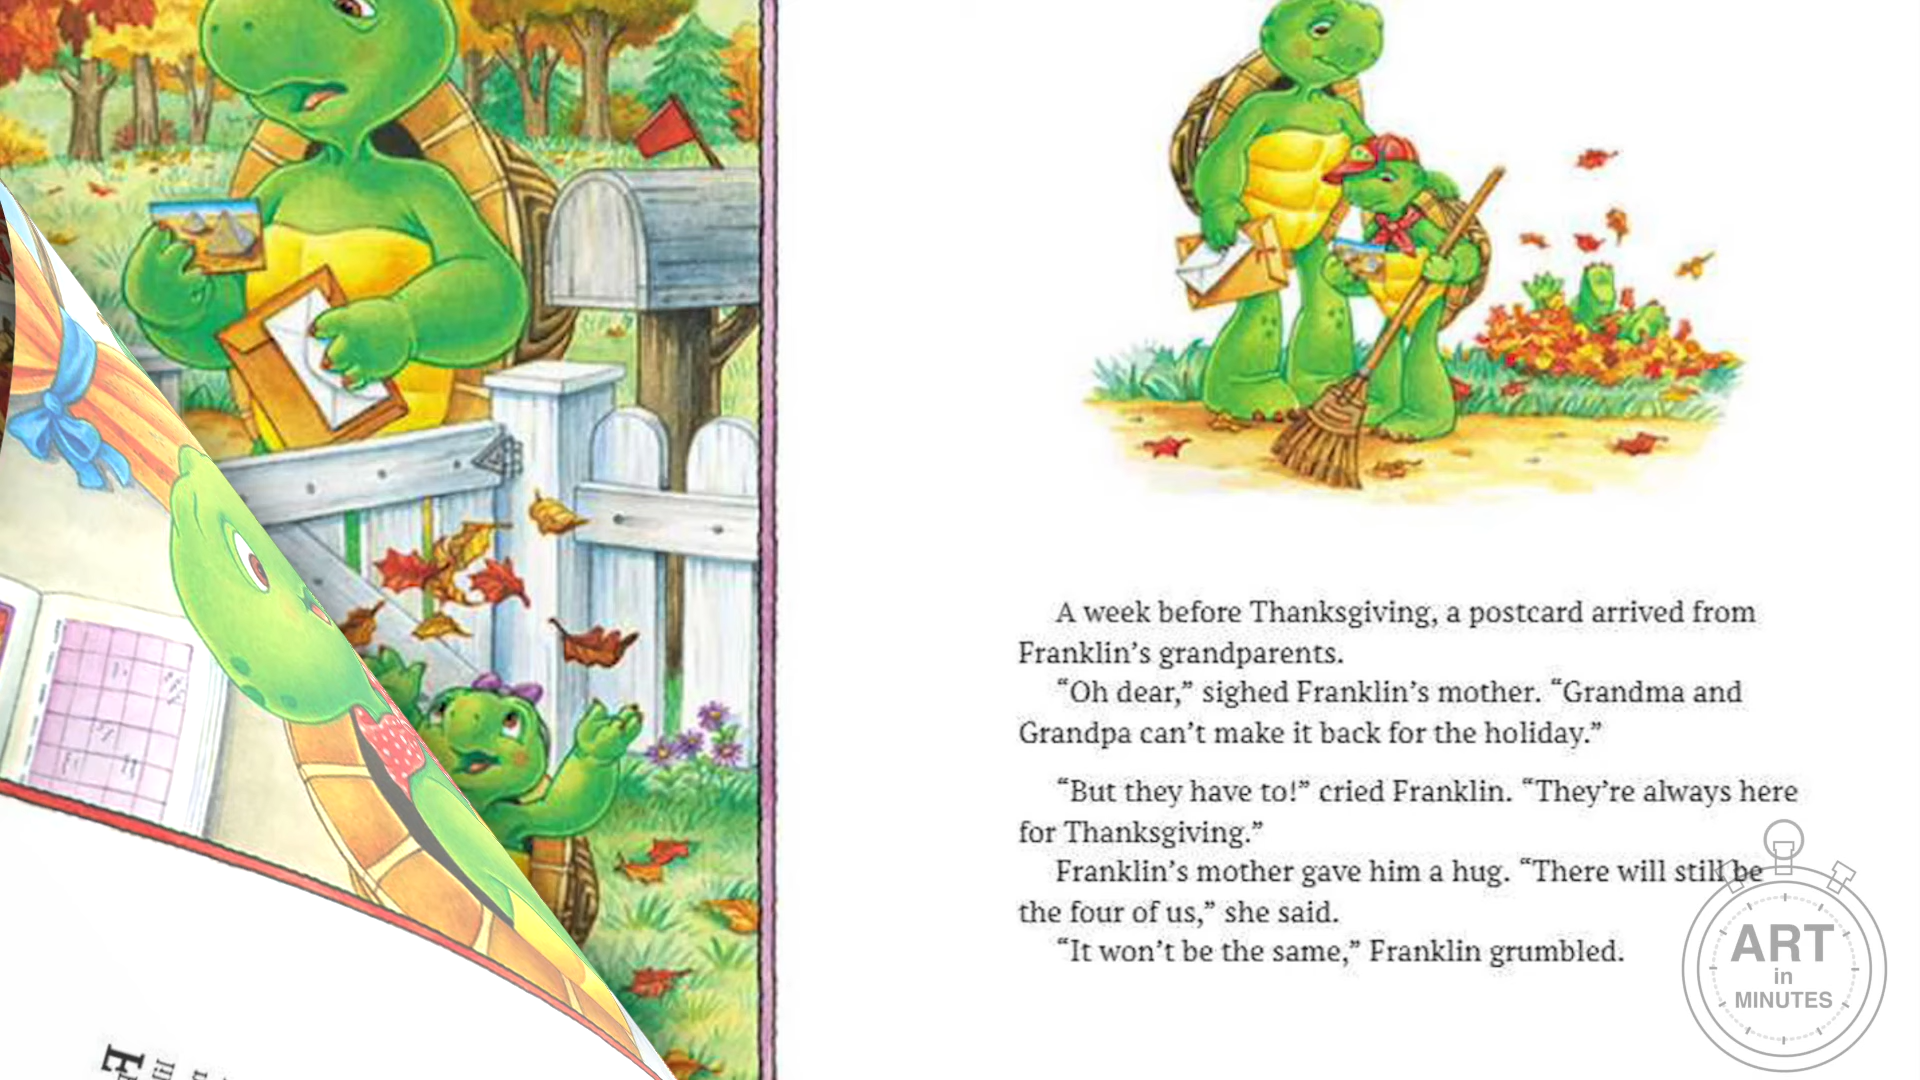 A week before Thanksgiving, a postcard arrived from
Franklin’s grandparents.
“Oh dear,” sighed Franklin’s mother. “Grandma and
Grandpa can’t make it back for the holiday.”
“But they have to!” cried Franklin. “They’re always here
for Thanksgiving.”
Franklin’s mother gave him a hug. “There will still be
the four of us,” she said.
“It won’t be the same,” Franklin grumbled.
ART
in
MINUTES